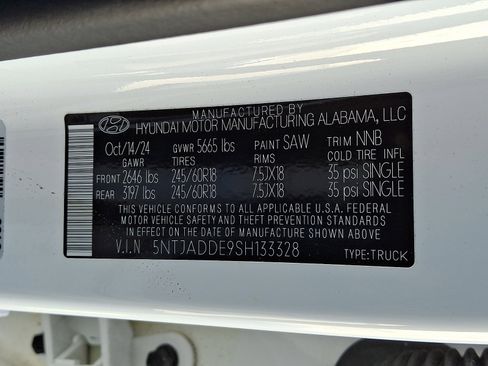 MANUFACTURED BY
HYUNDAI MOTOR MANUFACTURING ALABAMA, LLC
Oct/14/24 GVWR 5665 lbs PAINT SAW TRIM NNB
GAWR TIRES RIMS COLD TIRE INFL
FRONT 2646 lbs 245/60R18 7.5JX18 35 psi SINGLE
REAR 3197 lbs 245/60R18 7.5JX18 35 psi SINGLE
THIS VEHICLE CONFORMS TO ALL APPLICABLE U.S.A. FEDERAL
MOTOR VEHICLE SAFETY AND THEFT PREVENTION STANDARDS
IN EFFECT ON THE DATE OF MANUFACTURE SHOWN ABOVE
V.I.N 5NTJADDE9SH133328 TYPE:TRUCK